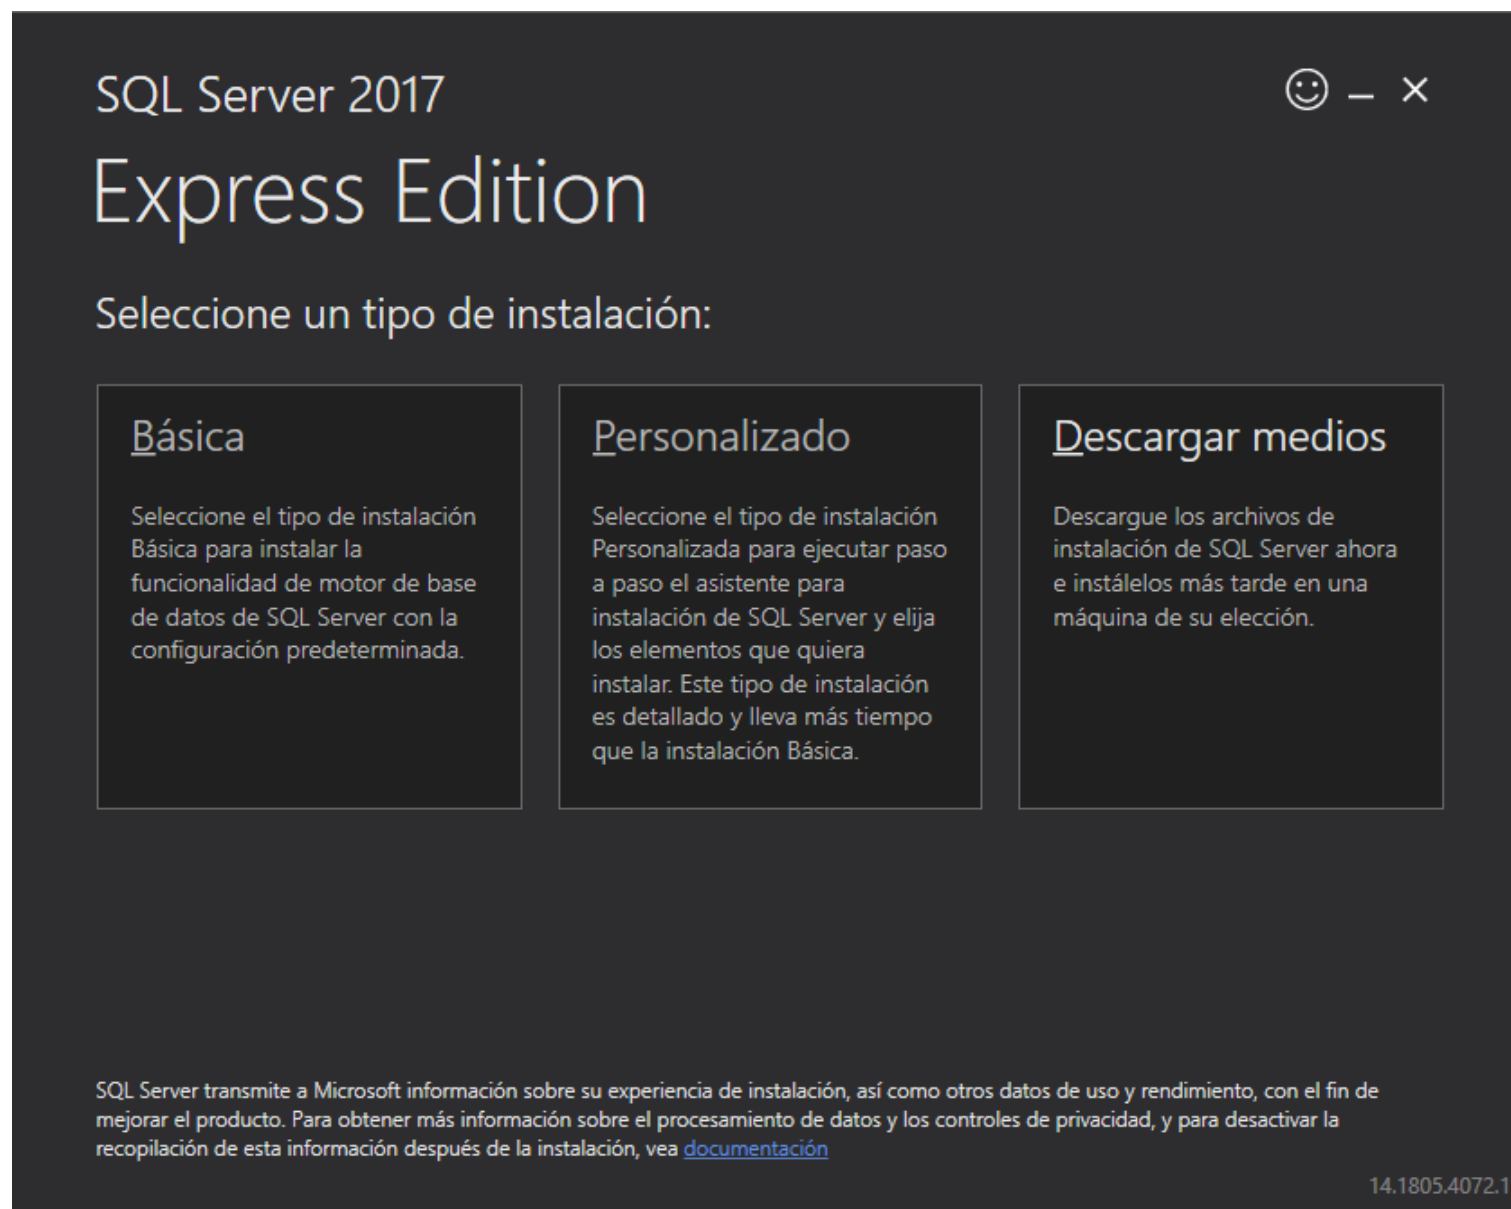 SQL Server 2017
Express Edition
Seleccione un tipo de instalación:
Básica
Seleccione el tipo de instalación
Básica para instalar la
funcionalidad de motor de base
de datos de SQL Server con la
configuración predeterminada.
Personalizado
Seleccione el tipo de instalación
Personalizada para ejecutar paso
a paso el asistente para
instalación de SQL Server y elija
los elementos que quiera
instalar. Este tipo de instalación
es detallado y lleva más tiempo
que la instalación Básica.
Descargar medios
Descargue los archivos de
instalación de SQL Server ahora
e instálelos más tarde en una
máquina de su elección.
SQL Server transmite a Microsoft información sobre su experiencia de instalación, así como otros datos de uso y rendimiento, con el fin de
mejorar el producto. Para obtener más información sobre el procesamiento de datos y los controles de privacidad, y para desactivar la
recopilación de esta información después de la instalación, vea documentación
14.1805.4072.1